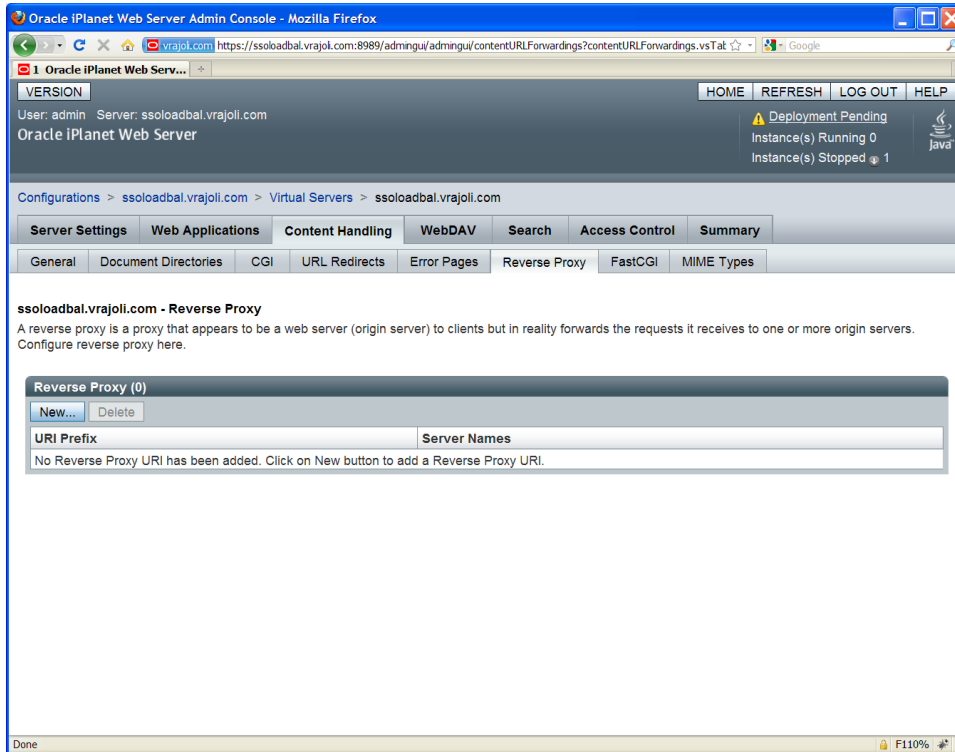 Oracle iPlanet Web Server Admin Console - Mozilla Firefox
vrajoli.com https://ssoloadbal.vrajoli.com:8989/admingui/admingui/contentURLForwardings?contentURLForwardings.vsTab Google
1 Oracle iPlanet Web Serv...
VERSION HOME REFRESH LOG OUT HELP
User: admin Server: ssoloadbal.vrajoli.com
Oracle iPlanet Web Server
Deployment Pending
Instance(s) Running 0
Instance(s) Stopped 1
Java
Configurations > ssoloadbal.vrajoli.com > Virtual Servers > ssoloadbal.vrajoli.com
Server Settings Web Applications Content Handling WebDAV Search Access Control Summary
General Document Directories CGI URL Redirects Error Pages Reverse Proxy FastCGI MIME Types
ssoloadbal.vrajoli.com - Reverse Proxy
A reverse proxy is a proxy that appears to be a web server (origin server) to clients but in reality forwards the requests it receives to one or more origin servers.
Configure reverse proxy here.
Reverse Proxy (0)
New... Delete
URI Prefix Server Names
No Reverse Proxy URI has been added. Click on New button to add a Reverse Proxy URI.
Done F110%